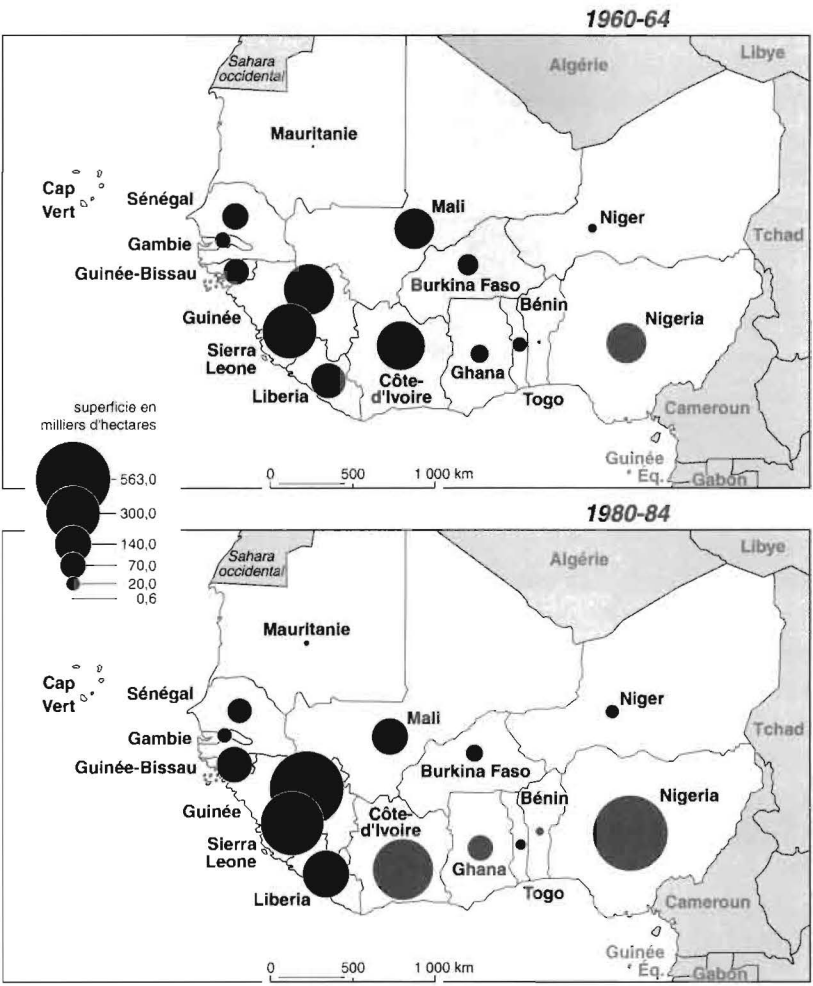 1960-64
Sahara
occidental
Algérie
Libye
Mauritanie
Cap
Vert
Sénégal
Mali
Niger
Tchad
Gambie
Guinée-Bissau
Burkina Faso
Bénin
Guinée
Nigeria
Sierra
Leone
Ghana
Liberia
Côte-
d'Ivoire
Togo
Cameroun
Guinée
Éq.
Gabon
0 500 1 000 km
superficie en
milliers d'hectares
563,0
300,0
140,0
70,0
20,0
0,6
1980-84
Sahara
occidental
Algérie
Libye
Mauritanie
Cap
Vert
Sénégal
Mali
Niger
Tchad
Gambie
Guinée-Bissau
Burkina Faso
Bénin
Nigeria
Guinée
Côte-
d'Ivoire
Sierra
Leone
Ghana
Liberia
Togo
Cameroun
Guinée
Éq.
Gabon
0 500 1 000 km